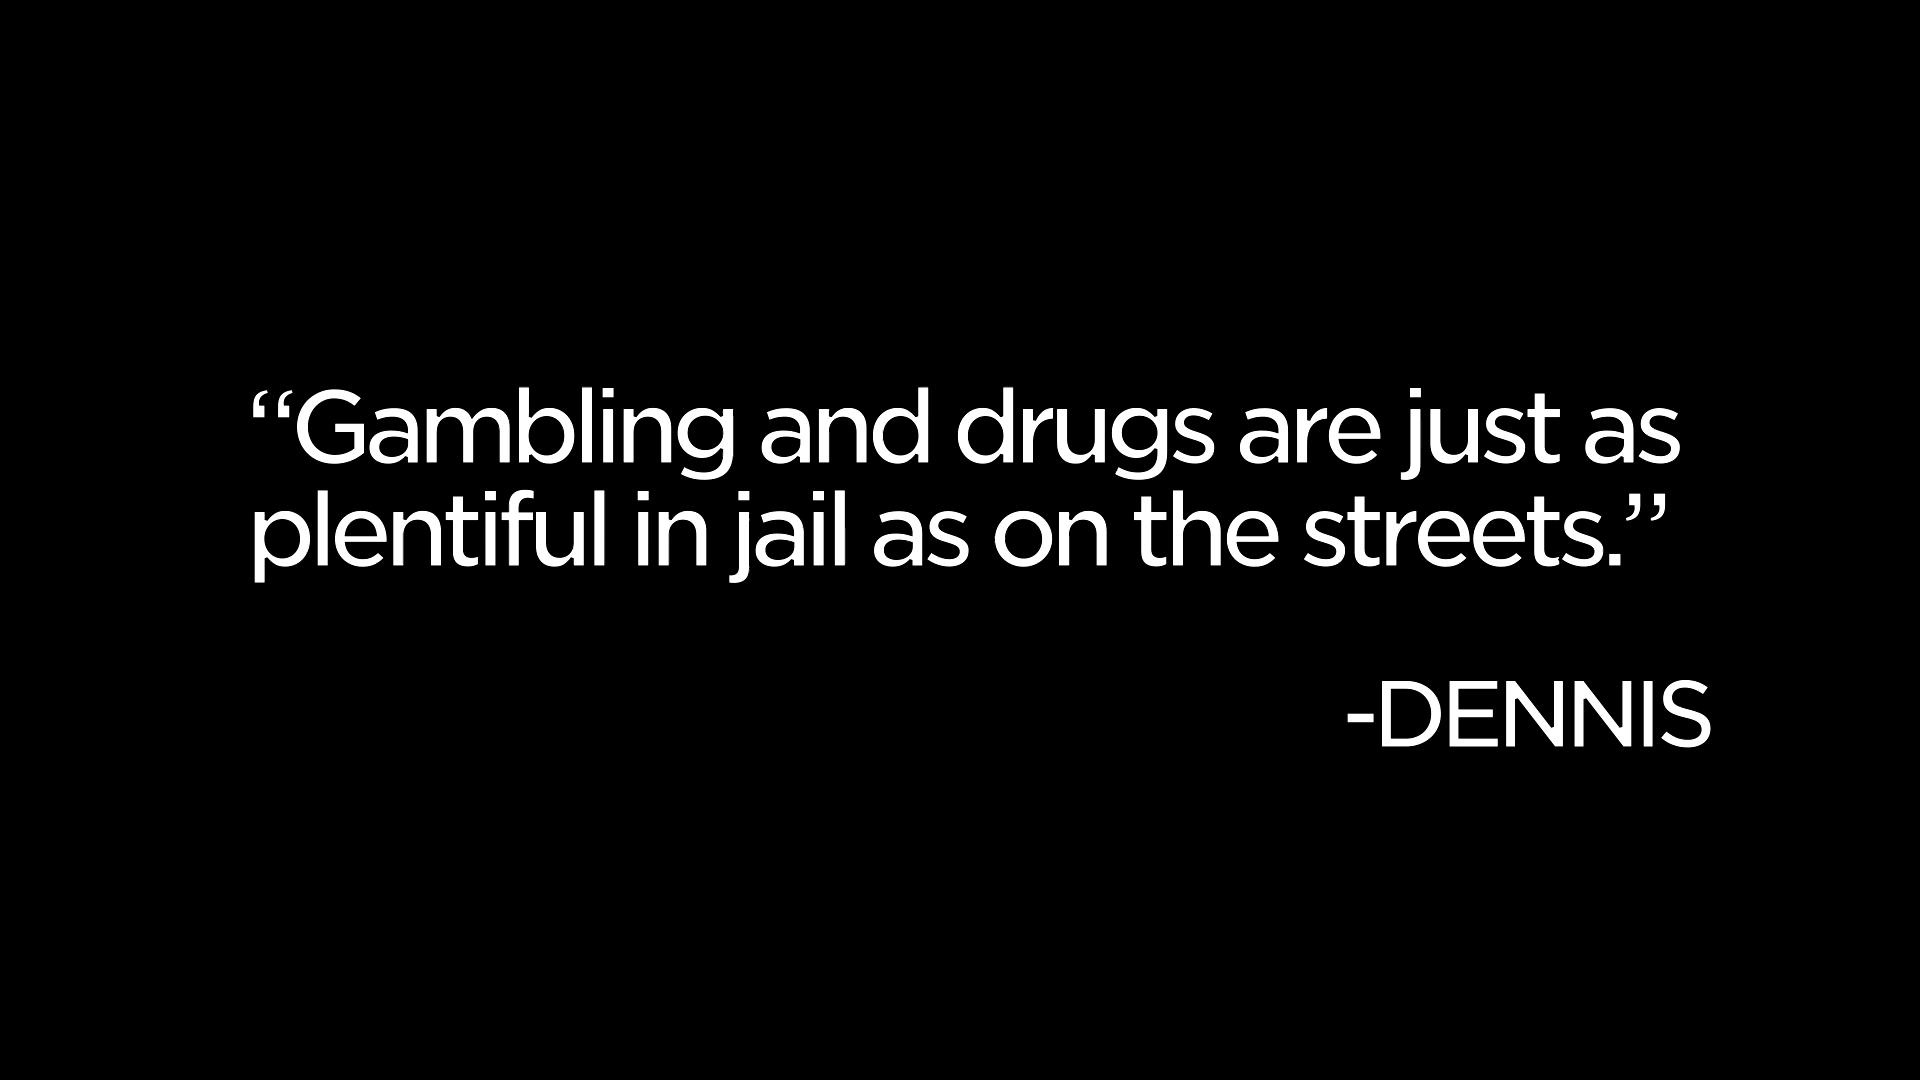 “Gambling and drugs are just as
plentiful in jail as on the streets.”
-DENNIS